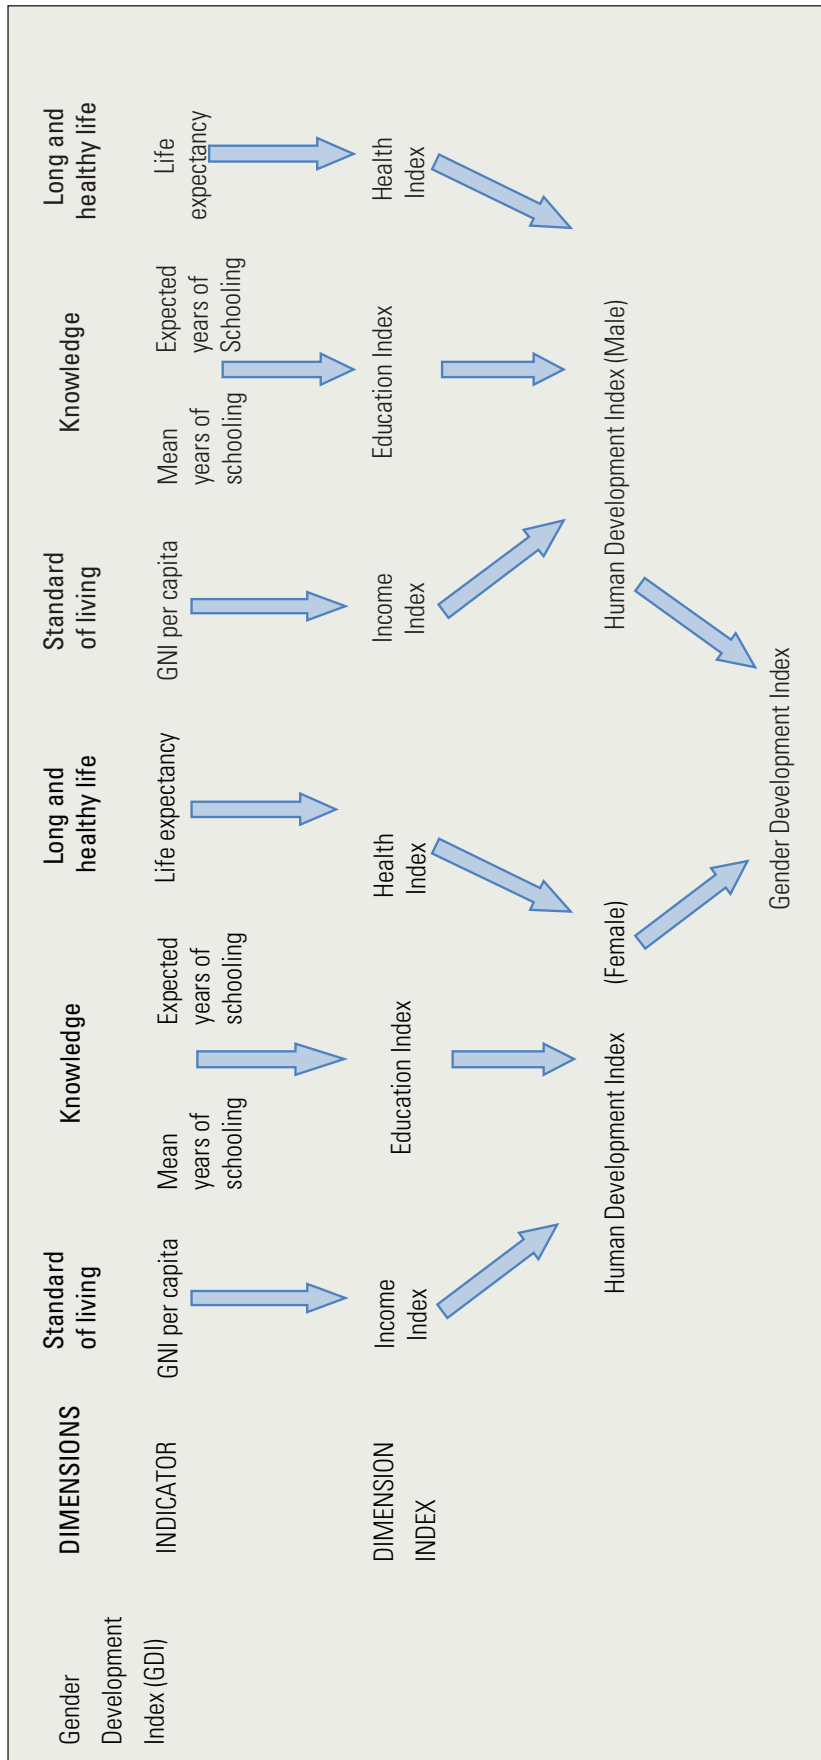 Gender
Development
Index (GDI)
DIMENSIONS
Standard
of living
Knowledge
Long and
healthy life
Standard
of living
Knowledge
Long and
healthy life
INDICATOR
GNI per capita
Mean
years of
schooling
Expected
years of
schooling
Life expectancy
GNI per capita
Mean
years of
schooling
Expected
years of
Schooling
Life
expectancy
DIMENSION
INDEX
Income
Index
Education Index
Health
Index
Income
Index
Education Index
Health
Index
Human Development Index
(Female)
Human Development Index (Male)
Gender Development Index